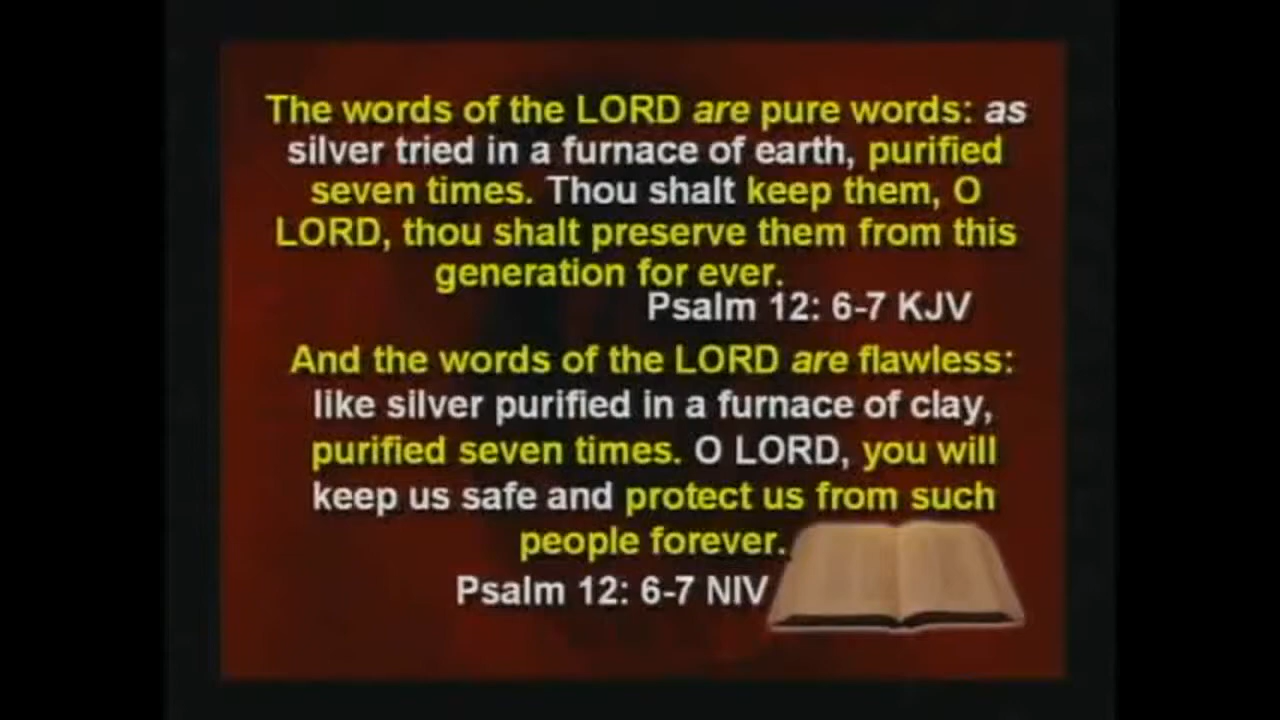 The words of the LORD are pure words: as
silver tried in a furnace of earth, purified
seven times. Thou shalt keep them, O
LORD, thou shalt preserve them from this
generation for ever.
Psalm 12: 6-7 KJV
And the words of the LORD are flawless:
like silver purified in a furnace of clay,
purified seven times. O LORD, you will
keep us safe and protect us from such
people forever.
Psalm 12: 6-7 NIV